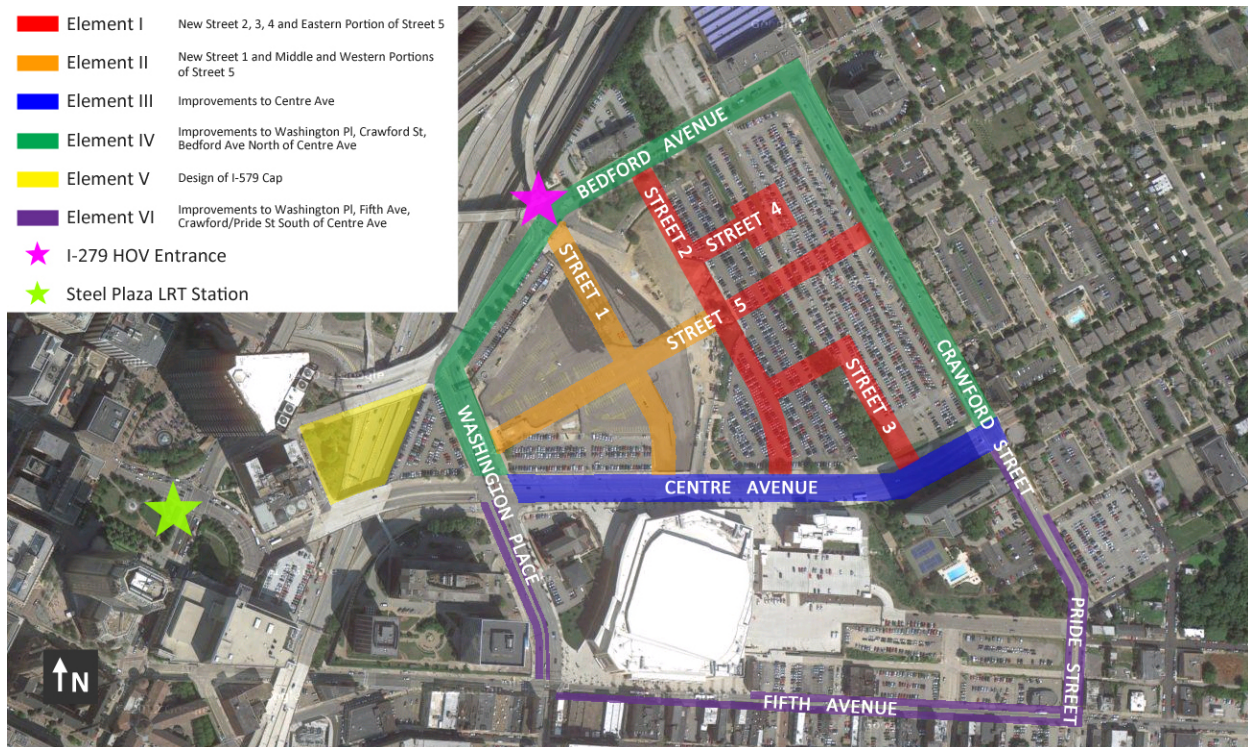 Element I New Street 2, 3, 4 and Eastern Portion of Street 5
Element II New Street 1 and Middle and Western Portions
of Street 5
Element III Improvements to Centre Ave
Element IV Improvements to Washington Pl, Crawford St,
Bedford Ave North of Centre Ave
Element V Design of I-579 Cap
Element VI Improvements to Washington Pl, Fifth Ave,
Crawford/Pride St South of Centre Ave
I-279 HOV Entrance
Steel Plaza LRT Station
BEDFORD AVENUE
STREET 2
STREET 4
STREET 1
STREET 5
STREET 3
CRAWFORD STREET
WASHINGTON PLACE
CENTRE AVENUE
PRIDE STREET
FIFTH AVENUE
N